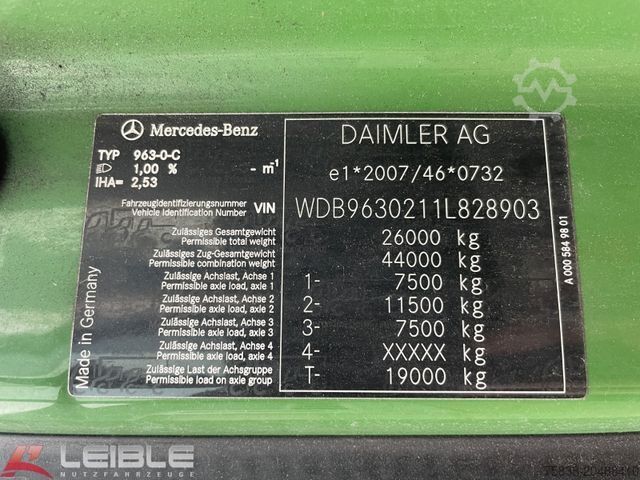 Mercedes-Benz DAIMLER AG
TYP 963-0-C
1,00 % - m⁻¹ e1*2007/46*0732
IHA= 2,53
Fahrzeugidentifizierungsnummer
Vehicle Identification Number VIN WDB9630211L828903
Zulässiges Gesamtgewicht
Permissible total weight 26000 kg
Zulässiges Zug-Gesamtgewicht
Permissible combination weight 44000 kg
Zulässige Achslast, Achse 1
Permissible axle load, axle 1 1- 7500 kg
Zulässige Achslast, Achse 2
Permissible axle load, axle 2 2- 11500 kg
Zulässige Achslast, Achse 3
Permissible axle load, axle 3 3- 7500 kg
Zulässige Achslast, Achse 4
Permissible axle load, axle 4 4- XXXXX kg
Zulässige Last der Achsgruppe
Permissible load on axle group T- 19000 kg
Made in Germany
A 000 584 98 01
LEIBLE
NUTZFAHRZEUGE